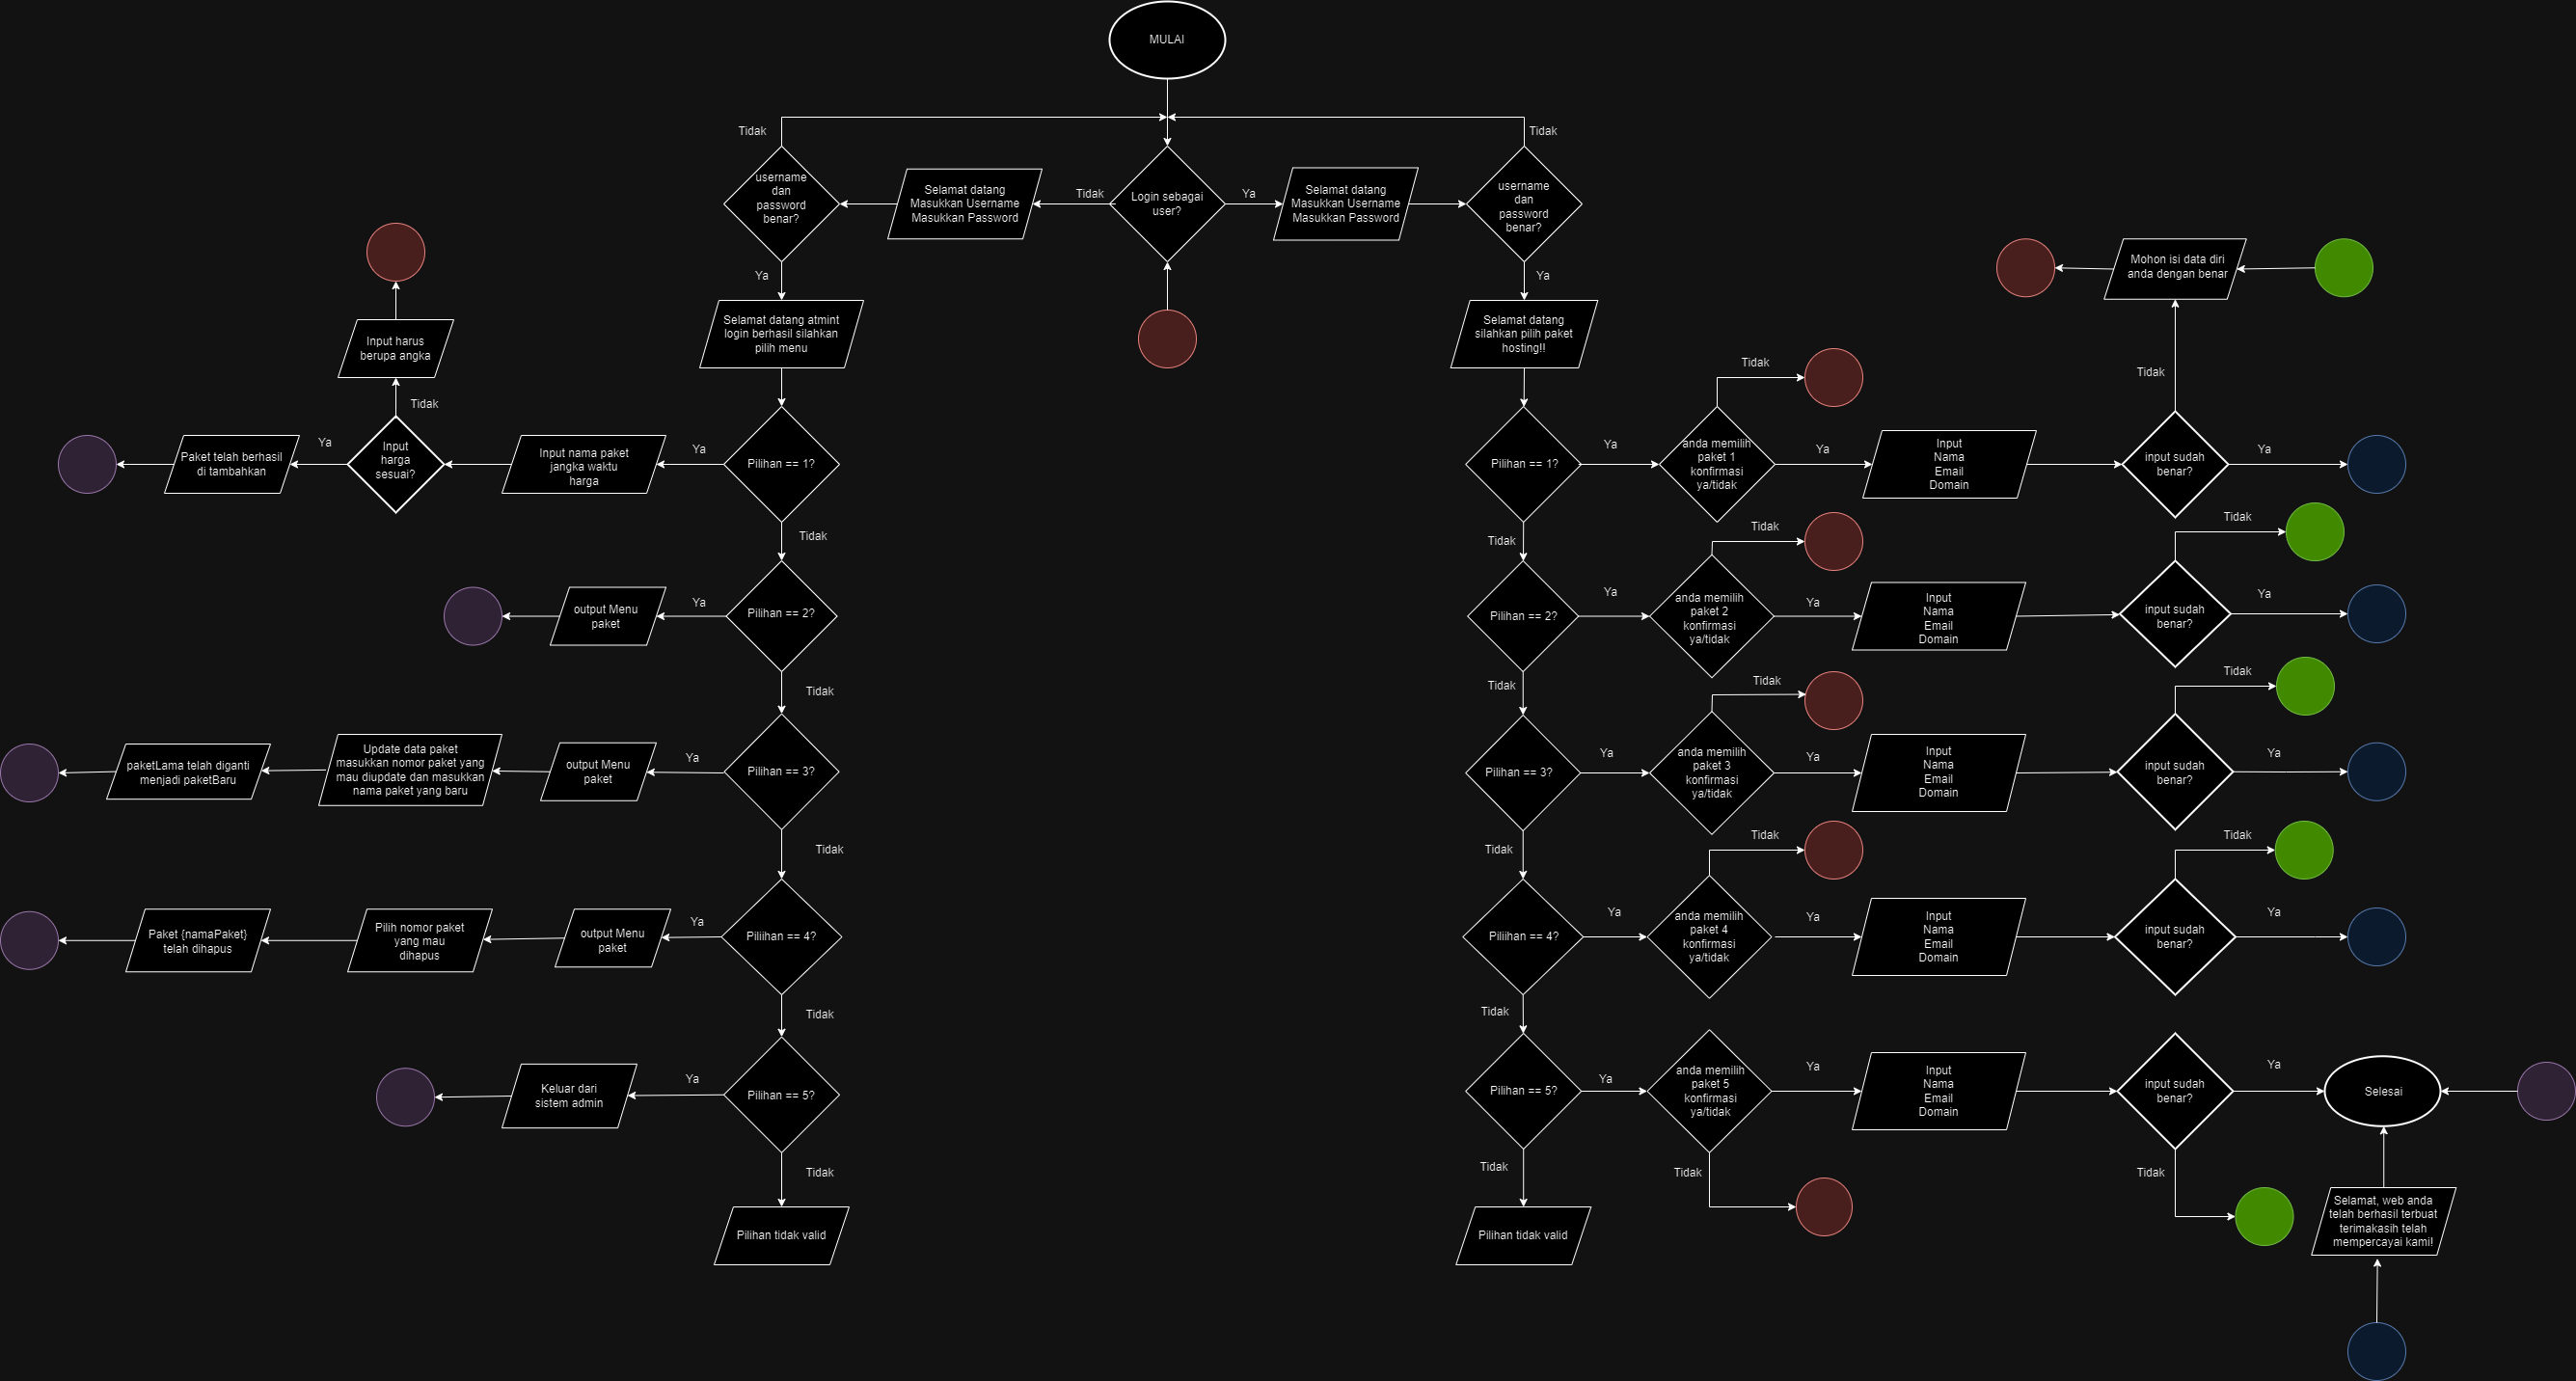 MULAI
Tidak
Tidak
username
dan
password
benar?
Selamat datang
Masukkan Username
Masukkan Password
Tidak
Login sebagai
user?
Ya
Selamat datang
Masukkan Username
Masukkan Password
username
dan
password
benar?
Ya
Ya
Mohon isi data diri
anda dengan benar
Selamat datang atmint
login berhasil silahkan
pilih menu
Selamat datang
silahkan pilih paket
hosting!!
Input harus
berupa angka
Tidak
Tidak
Tidak
Paket telah berhasil
di tambahkan
Ya
Input
harga
sesuai?
Input nama paket
jangka waktu
harga
Ya
Pilihan == 1?
Pilihan == 1?
Ya
anda memilih
paket 1
konfirmasi
ya/tidak
Ya
Input
Nama
Email
Domain
input sudah
benar?
Ya
Tidak
Tidak
Tidak
Tidak
output Menu
paket
Ya
Pilihan == 2?
Pilihan == 2?
Ya
anda memilih
paket 2
konfirmasi
ya/tidak
Ya
Input
Nama
Email
Domain
input sudah
benar?
Ya
Tidak
Tidak
Tidak
Tidak
paketLama telah diganti
menjadi paketBaru
Update data paket
masukkan nomor paket yang
mau diupdate dan masukkan
nama paket yang baru
output Menu
paket
Ya
Pilihan == 3?
Pilihan == 3?
Ya
anda memilih
paket 3
konfirmasi
ya/tidak
Ya
Input
Nama
Email
Domain
input sudah
benar?
Ya
Tidak
Tidak
Tidak
Tidak
Paket {namaPaket}
telah dihapus
Pilih nomor paket
yang mau
dihapus
output Menu
paket
Ya
Piliihan == 4?
Piliihan == 4?
Ya
anda memilih
paket 4
konfirmasi
ya/tidak
Ya
Input
Nama
Email
Domain
input sudah
benar?
Ya
Tidak
Tidak
Keluar dari
sistem admin
Ya
Pilihan == 5?
Pilihan == 5?
Ya
anda memilih
paket 5
konfirmasi
ya/tidak
Ya
Input
Nama
Email
Domain
input sudah
benar?
Ya
Selesai
Tidak
Tidak
Tidak
Tidak
Pilihan tidak valid
Pilihan tidak valid
Selamat, web anda
telah berhasil terbuat
terimakasih telah
mempercayai kami!